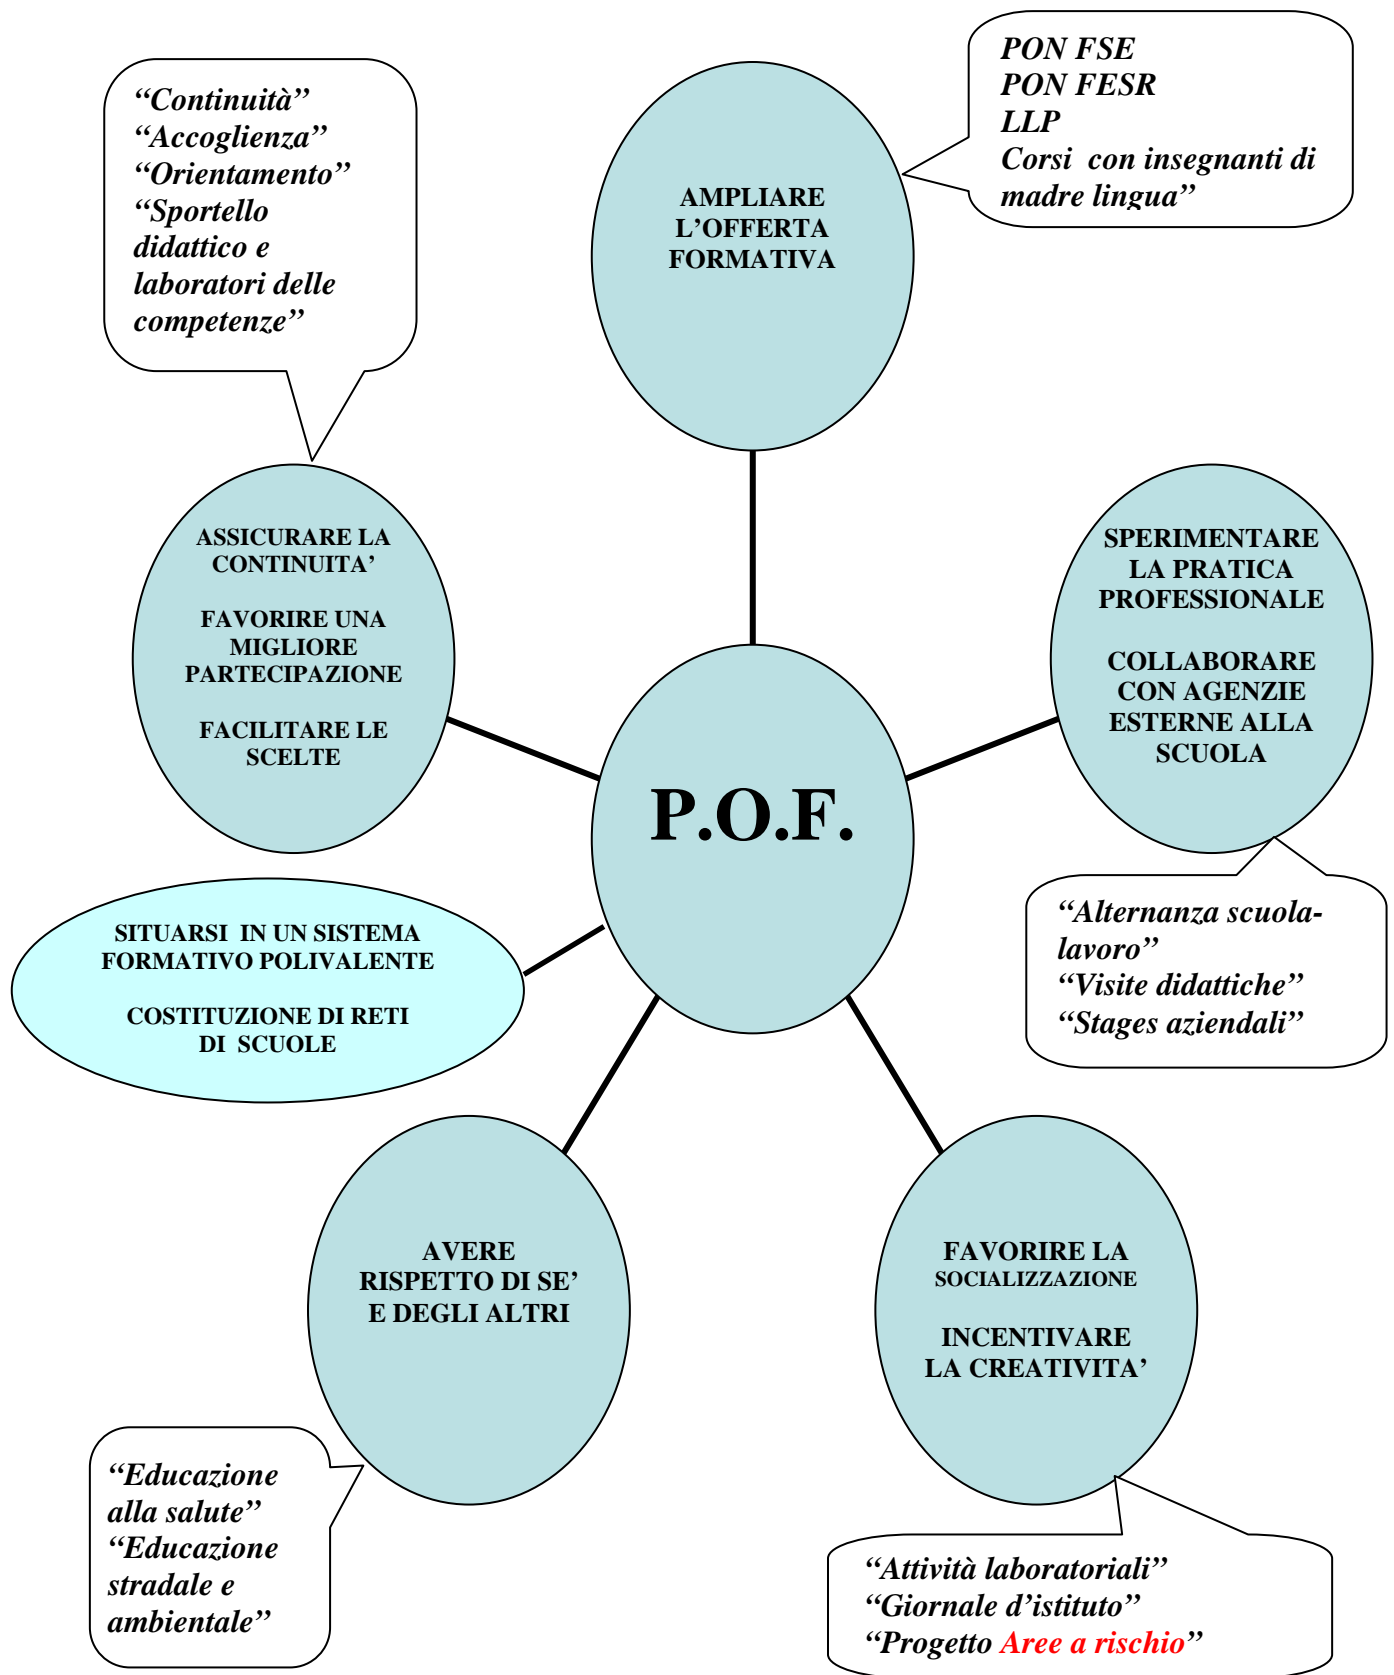 PON FSE
PON FESR
LLP
Corsi con insegnanti di
madre lingua”
“Continuità”
“Accoglienza”
“Orientamento”
“Sportello
didattico e
laboratori delle
competenze”
AMPLIARE
L’OFFERTA
FORMATIVA
ASSICURARE LA
CONTINUITA’
FAVORIRE UNA
MIGLIORE
PARTECIPAZIONE
FACILITARE LE
SCELTE
SPERIMENTARE
LA PRATICA
PROFESSIONALE
COLLABORARE
CON AGENZIE
ESTERNE ALLA
SCUOLA
P.O.F.
SITUARSI IN UN SISTEMA
FORMATIVO POLIVALENTE
COSTITUZIONE DI RETI
DI SCUOLE
“Alternanza scuola-
lavoro”
“Visite didattiche”
“Stages aziendali”
AVERE
RISPETTO DI SE’
E DEGLI ALTRI
FAVORIRE LA
SOCIALIZZAZIONE
INCENTIVARE
LA CREATIVITA’
“Educazione
alla salute”
“Educazione
stradale e
ambientale”
“Attività laboratoriali”
“Giornale d’istituto”
“Progetto Aree a rischio”